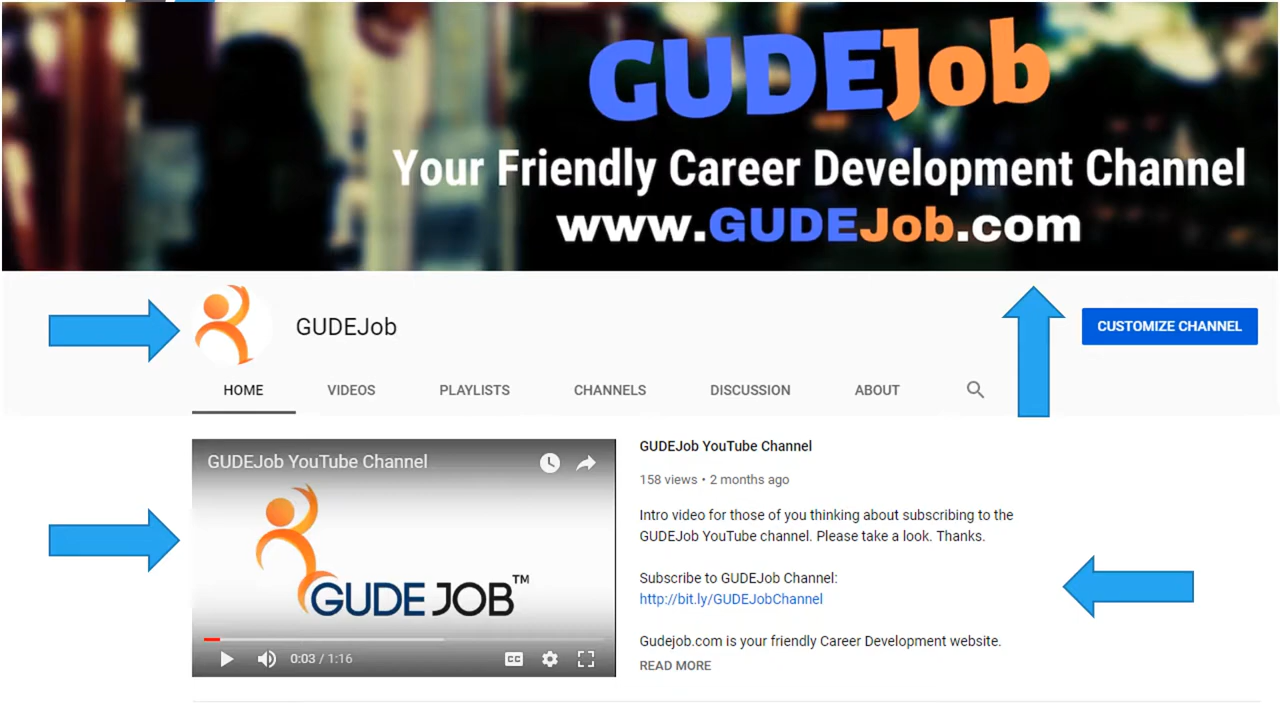 GUDEJob
Your Friendly Career Development Channel
www.GUDEJob.com
GUDEJob
CUSTOMIZE CHANNEL
HOME VIDEOS PLAYLISTS CHANNELS DISCUSSION ABOUT
GUDEJob YouTube Channel
GUDE JOB™
0:03 / 1:16
CC
GUDEJob YouTube Channel
158 views • 2 months ago
Intro video for those of you thinking about subscribing to the
GUDEJob YouTube channel. Please take a look. Thanks.
Subscribe to GUDEJob Channel:
http://bit.ly/GUDEJobChannel
Gudejob.com is your friendly Career Development website.
READ MORE